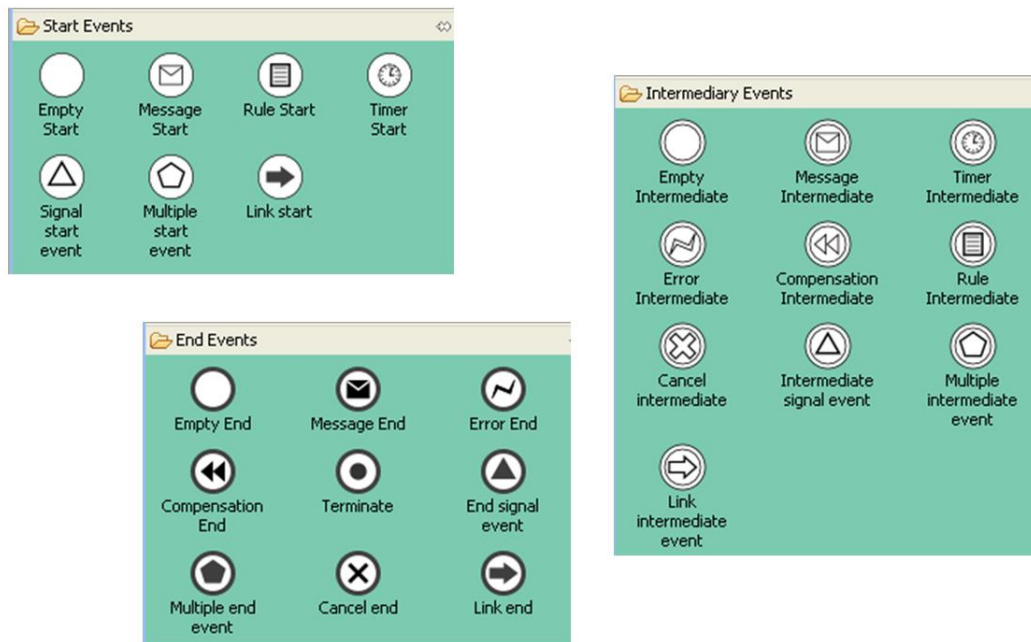 Start Events
Empty
Start
Message
Start
Rule Start
Timer
Start
Signal
start
event
Multiple
start
event
Link start
Intermediary Events
Empty
Intermediate
Message
Intermediate
Timer
Intermediate
Error
Intermediate
Compensation
Intermediate
Rule
Intermediate
Cancel
intermediate
Intermediate
signal event
Multiple
intermediate
event
Link
intermediate
event
End Events
Empty End
Message End
Error End
Compensation
End
Terminate
End signal
event
Multiple end
event
Cancel end
Link end